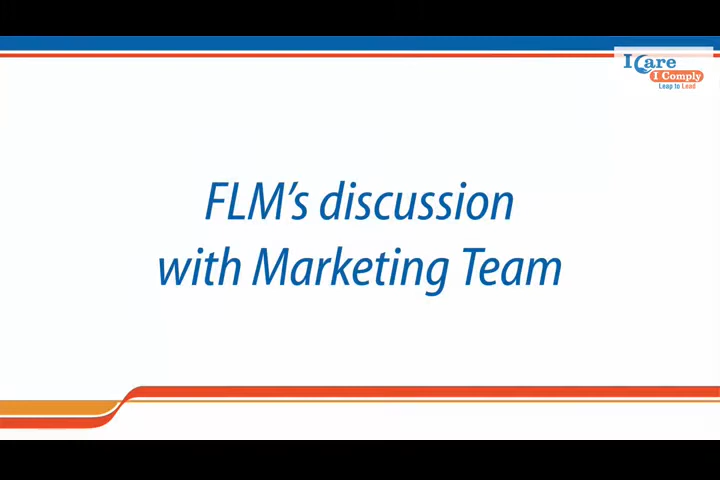 I Care
I Comply
Leap to Lead
FLM's discussion
with Marketing Team